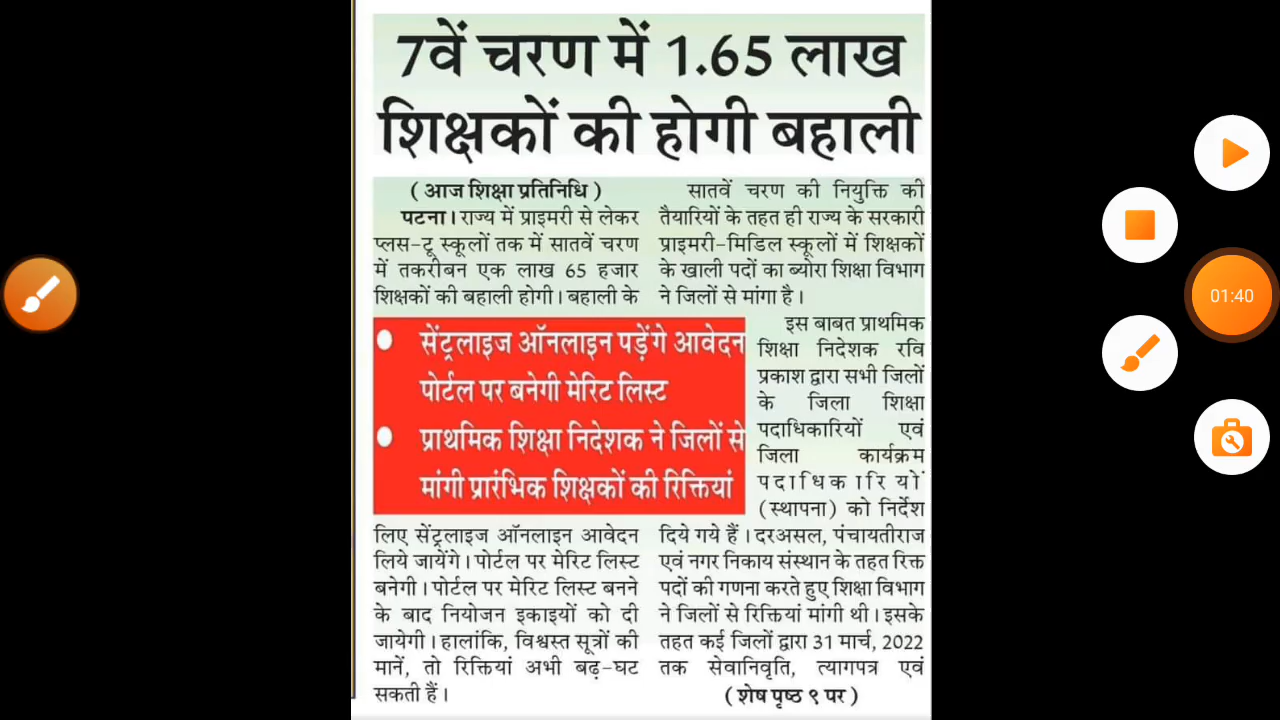 7वें चरण में 1.65 लाख
शिक्षकों की होगी बहाली
( आज शिक्षा प्रतिनिधि )
पटना। राज्य में प्राइमरी से लेकर
प्लस-टू स्कूलों तक में सातवें चरण
में तकरीबन एक लाख 65 हजार
शिक्षकों की बहाली होगी। बहाली के
सेंट्रलाइज ऑनलाइन पड़ेंगे आवेदन
पोर्टल पर बनेगी मेरिट लिस्ट
प्राथमिक शिक्षा निदेशक ने जिलों से
मांगी प्रारंभिक शिक्षकों की रिक्तियां
लिए सेंट्रलाइज ऑनलाइन आवेदन
लिये जायेंगे। पोर्टल पर मेरिट लिस्ट
बनेगी। पोर्टल पर मेरिट लिस्ट बनने
के बाद नियोजन इकाइयों को दी
जायेगी। हालांकि, विश्वस्त सूत्रों की
मानें, तो रिक्तियां अभी बढ़-घट
सकती हैं।
सातवें चरण की नियुक्ति की
तैयारियों के तहत ही राज्य के सरकारी
प्राइमरी-मिडिल स्कूलों में शिक्षकों
के खाली पदों का ब्योरा शिक्षा विभाग
ने जिलों से मांगा है।
इस बाबत प्राथमिक
शिक्षा निदेशक रवि
प्रकाश द्वारा सभी जिलों
के जिला शिक्षा
पदाधिकारियों एवं
जिला कार्यक्रम
पदाधिकारियों
(स्थापना) को निर्देश
दिये गये हैं। दरअसल, पंचायतीराज
एवं नगर निकाय संस्थान के तहत रिक्त
पदों की गणना करते हुए शिक्षा विभाग
ने जिलों से रिक्तियां मांगी थी। इसके
तहत कई जिलों द्वारा 31 मार्च, 2022
तक सेवानिवृति, त्यागपत्र एवं
( शेष पृष्ठ ९ पर )
01:40